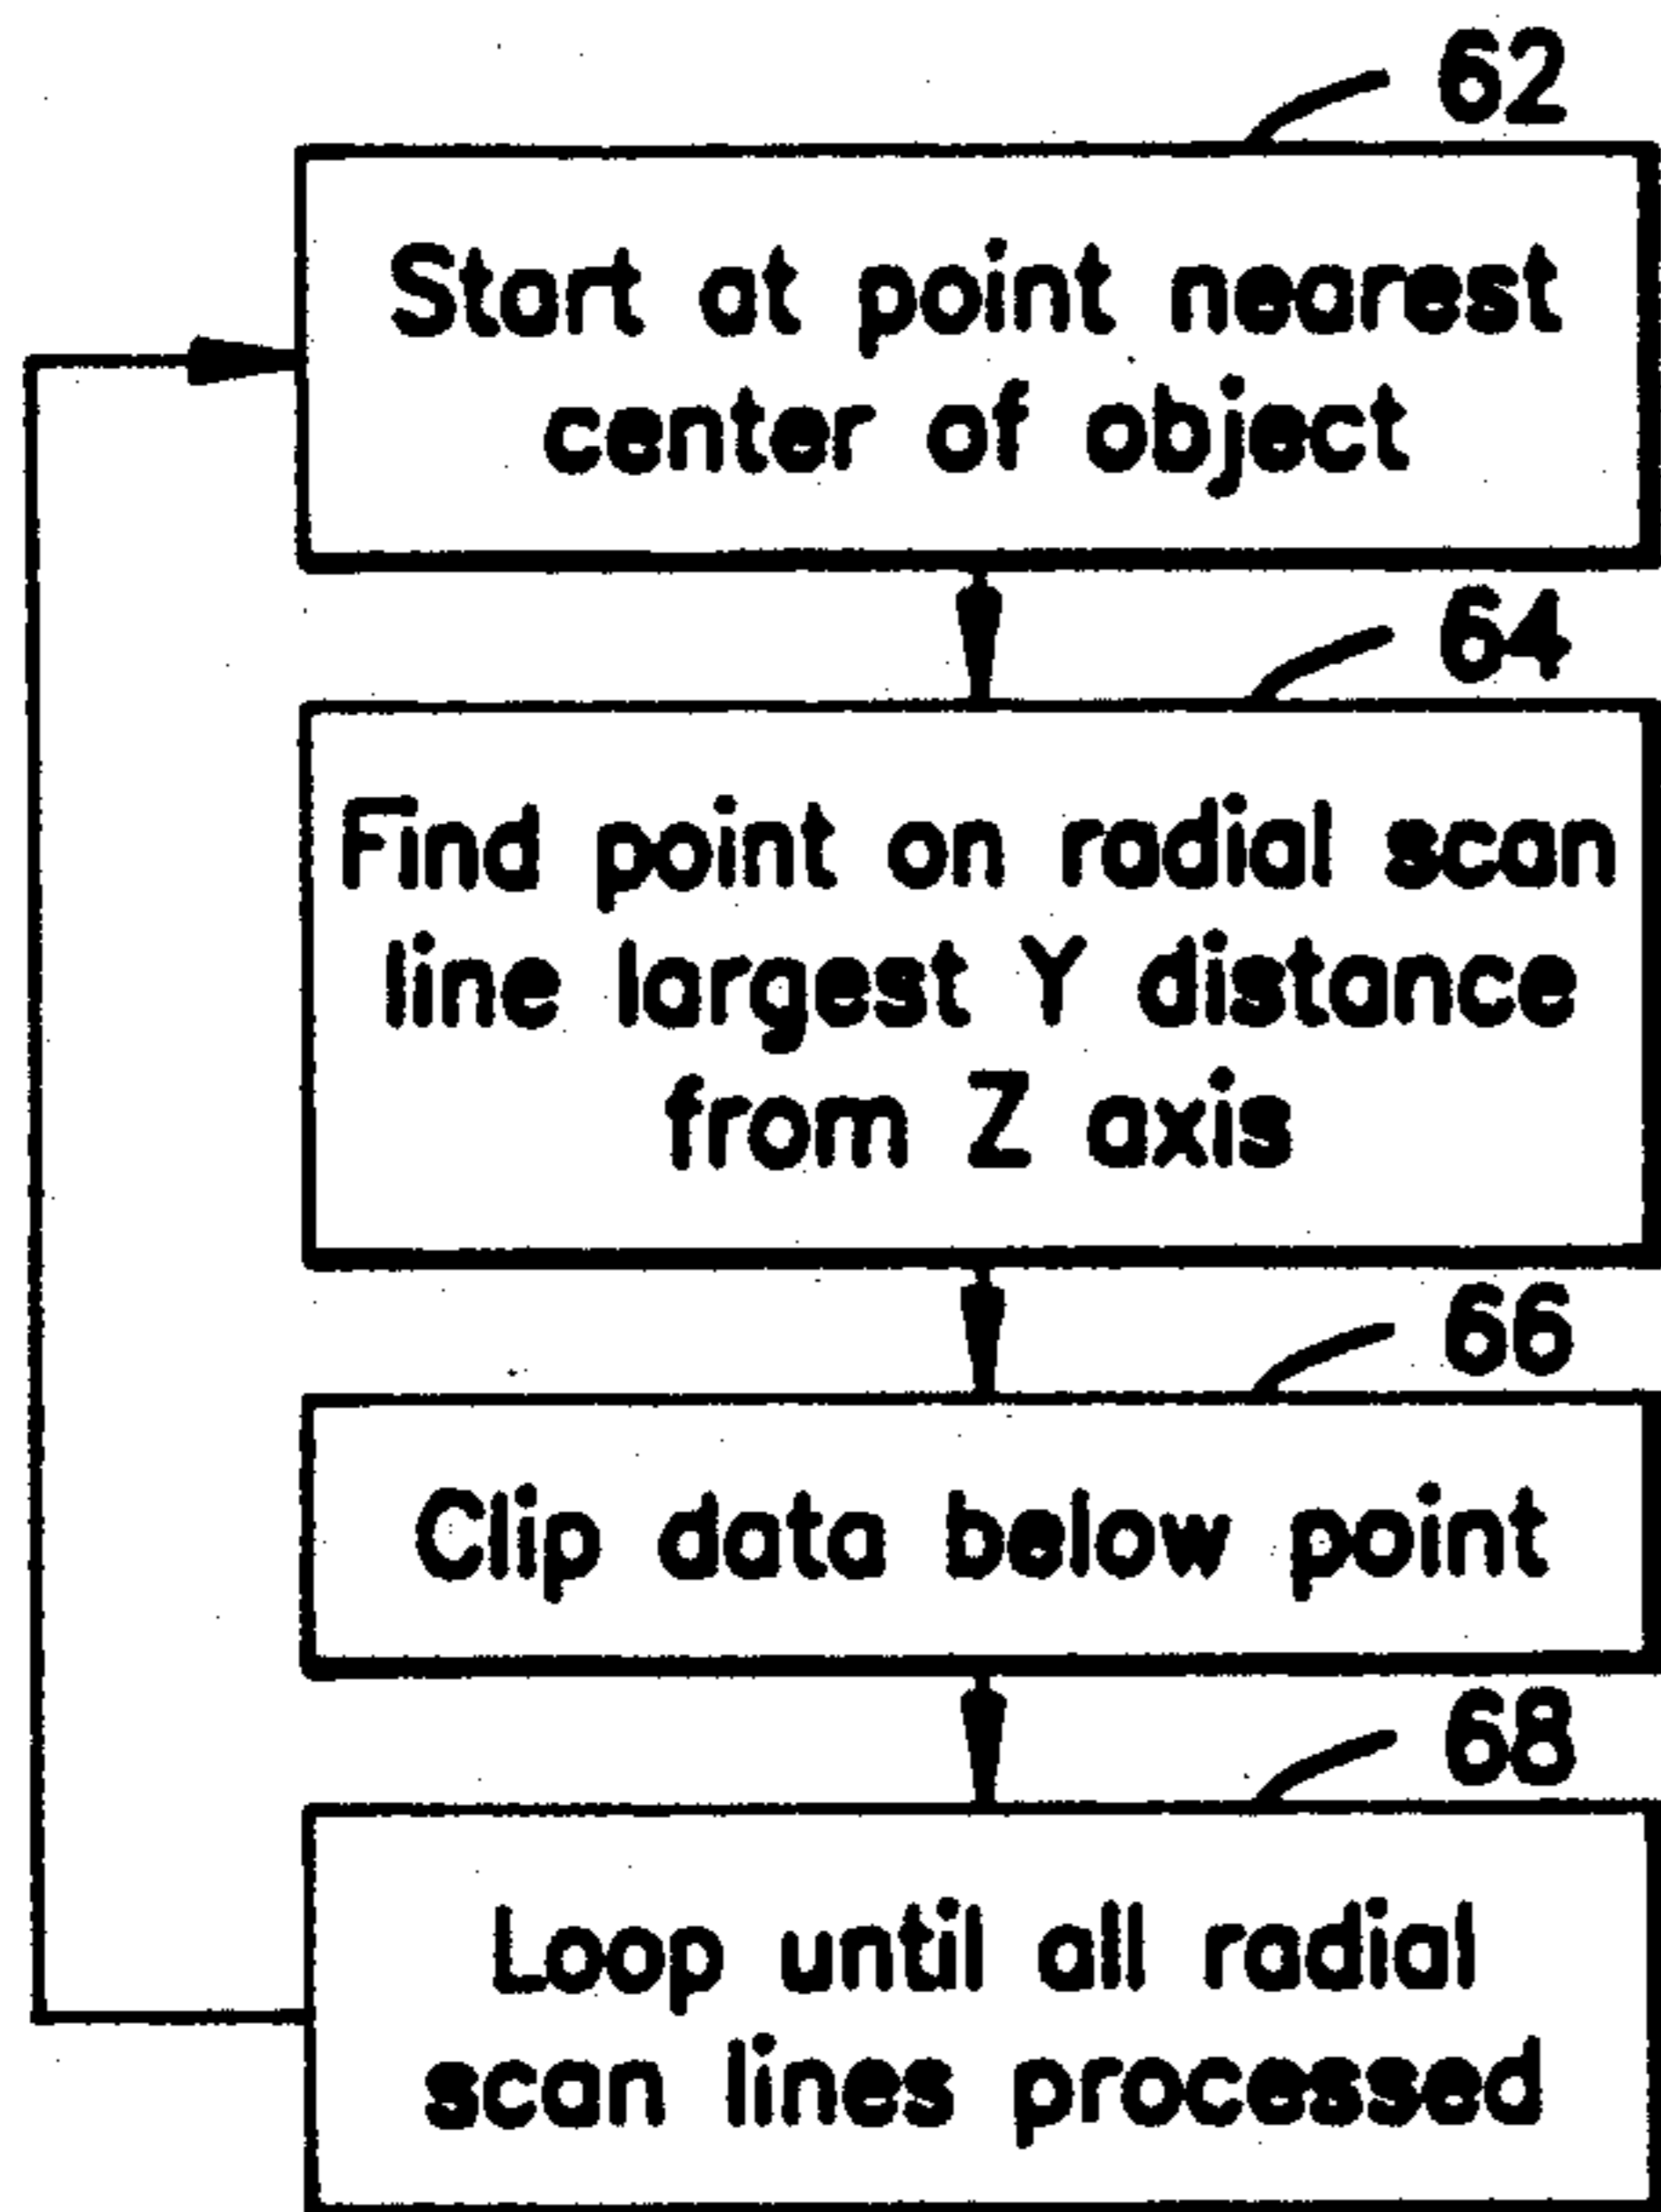 62
Start at point nearest
center of object
64
Find point on radial scan
line largest Y distance
from Z axis
66
Clip data below point
68
Loop until all radial
scan lines processed